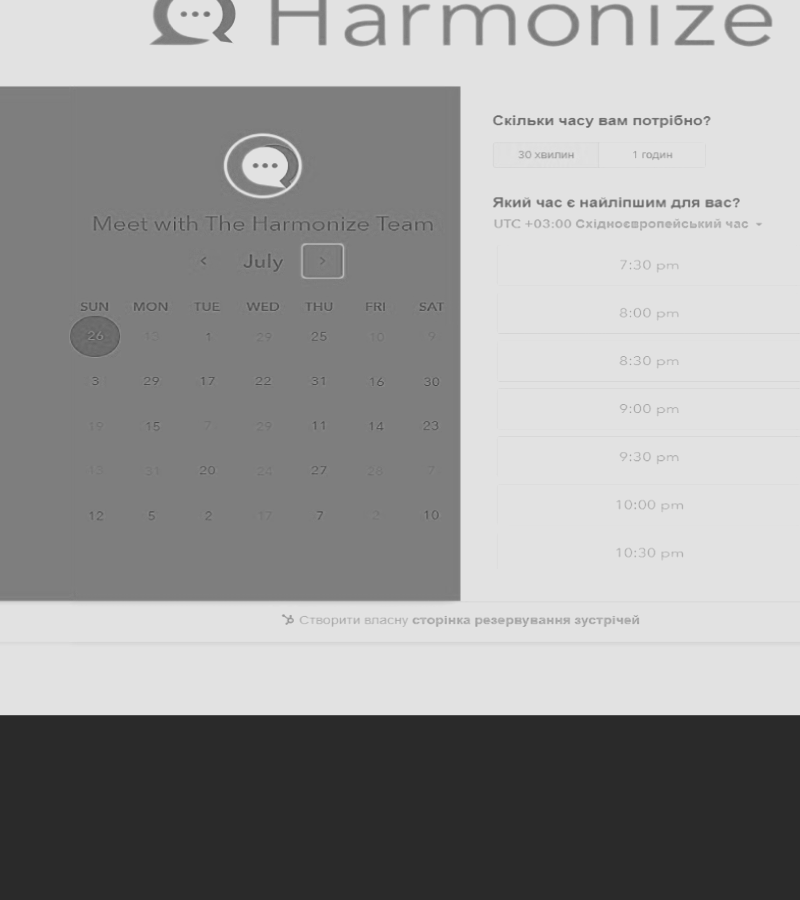 Harmonize
Meet with The Harmonize Team
July
SUN MON TUE WED THU FRI SAT
26 13 1 29 25 10 9
3 29 17 22 31 16 30
19 15 7 29 11 14 23
13 31 20 24 27 28 7
12 5 2 17 7 2 10
Скільки часу вам потрібно?
30 хвилин 1 годин
Який час є найліпшим для вас?
UTC +03:00 Східноєвропейський час
7:30 pm
8:00 pm
8:30 pm
9:00 pm
9:30 pm
10:00 pm
10:30 pm
Створити власну сторінка резервування зустрічей